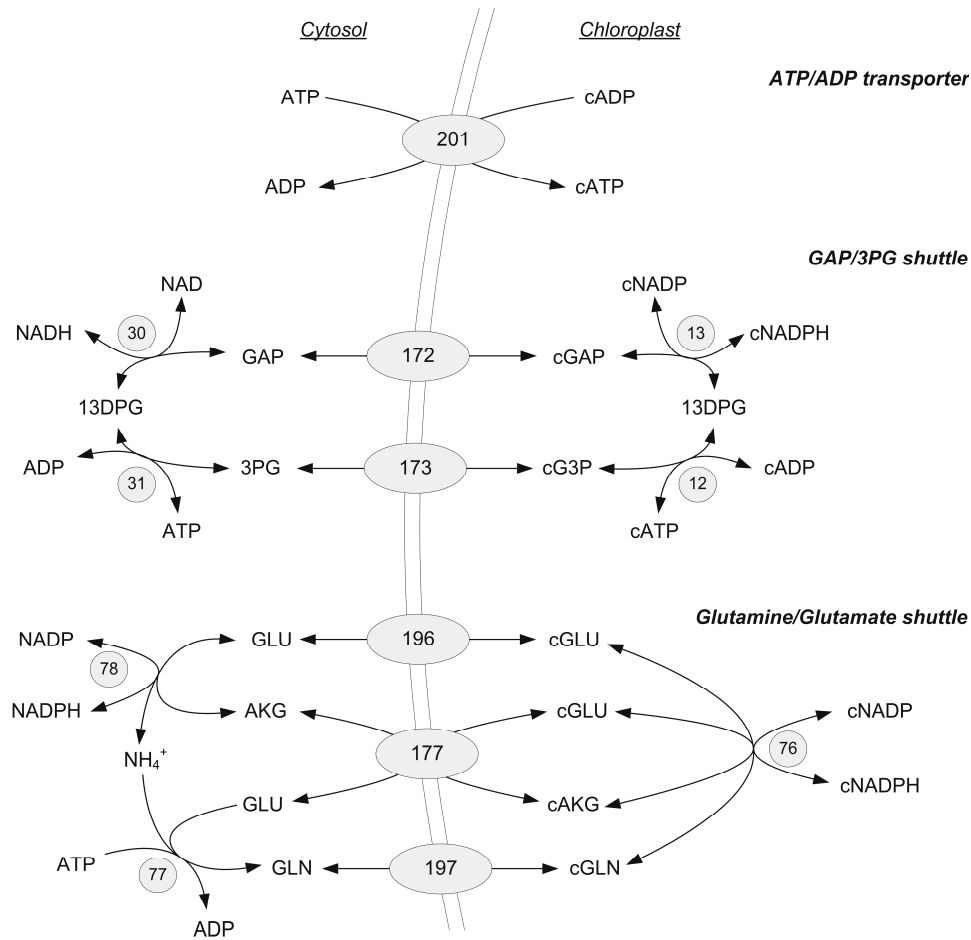 Cytosol Chloroplast
ATP/ADP transporter
ATP cADP
201
ADP cATP
GAP/3PG shuttle
NAD cNADP
NADH 30 13 cNADPH
GAP 172 cGAP
13DPG 13DPG
ADP 3PG 173 cG3P cADP
31 12
ATP cATP
Glutamine/Glutamate shuttle
NADP GLU 196 cGLU
78
NADPH AKG cGLU cNADP
NH4+ 177 76
GLU cAKG cNADPH
ATP GLN 197 cGLN
77
ADP